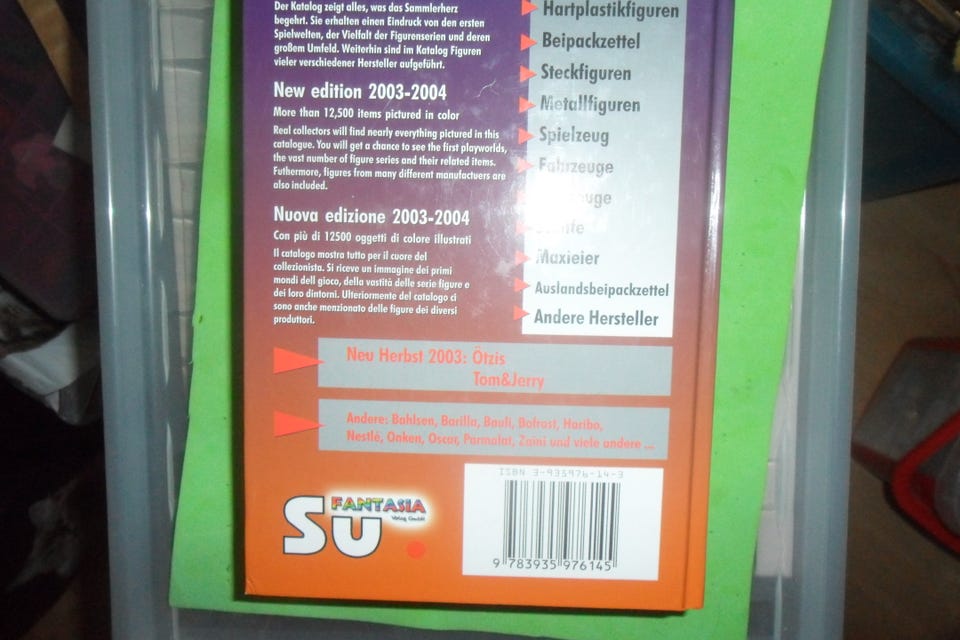 Der Katalog zeigt alles, was das Sammlerherz
begehrt. Sie erhalten einen Eindruck von den ersten
Spielwelten, der Vielfalt der Figurenserien und deren
großem Umfeld. Weiterhin sind im Katalog Figuren
vieler verschiedener Hersteller aufgeführt.
New edition 2003-2004
More than 12,500 items pictured in color
Real collectors will find nearly everything pictured in this
catalogue. You will get a chance to see the first playworlds,
the vast number of figure series and their related items.
Futhermore, figures from many different manufactuers are
also included.
Nuova edizione 2003-2004
Con più di 12500 oggetti di colore illustrati
Il catalogo mostra tutto per il cuore del
collezionista. Si riceve un immagine dei primi
mondi dell gioco, della vastità delle serie figure e
dei loro dintorni. Ulteriormente del catalogo ci
sono anche menzionato delle figure dei diversi
produttori.
Hartplastikfiguren
Beipackzettel
Steckfiguren
Metallfiguren
Spielzeug
Fahrzeuge
Maxieier
Auslandsbeipackzettel
Andere Hersteller
Neu Herbst 2003: Ötzis
Tom&Jerry
Andere: Bahlsen, Barilla, Bauli, Bofrost, Haribo,
Nestlé, Onken, Oscar, Parmalat, Zaini und viele andere ...
Su
FANTASIA
Verlag GmbH
ISBN 3-935976-14-3
9 783935 976145